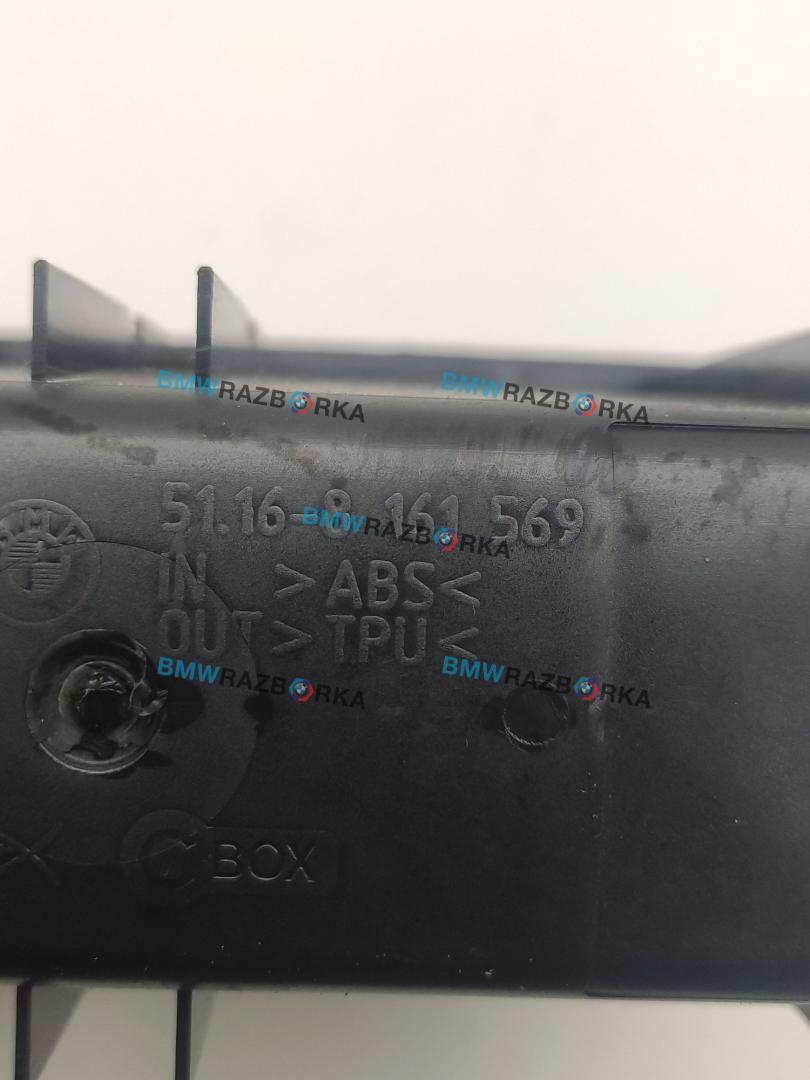 BMWRAZBORKA BMWRAZBORKA
51.16-8 161 569
BMWRAZBORKA
IN >ABS<
OUT>TPU<
BMWRAZBORKA BMWRAZBORKA
C BOX